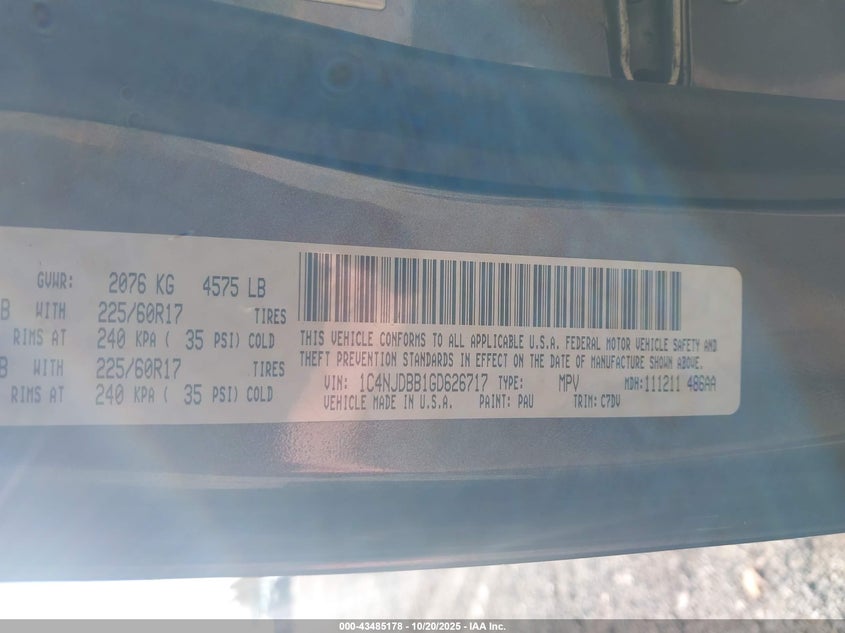 GVWR: 2076 KG 4575 LB
B WITH 225/60R17 TIRES
RIMS AT 240 KPA ( 35 PSI) COLD
B WITH 225/60R17 TIRES
RIMS AT 240 KPA ( 35 PSI) COLD
THIS VEHICLE CONFORMS TO ALL APPLICABLE U.S.A. FEDERAL MOTOR VEHICLE SAFETY AND
THEFT PREVENTION STANDARDS IN EFFECT ON THE DATE OF MANUFACTURE SHOWN ABOVE.
VIN: 1C4NJDBB1GD626717 TYPE: MPV MDH:111211 486AA
VEHICLE MADE IN U.S.A. PAINT: PAU TRIM: C7DV
000-43485178 - 10/20/2025 - IAA Inc.